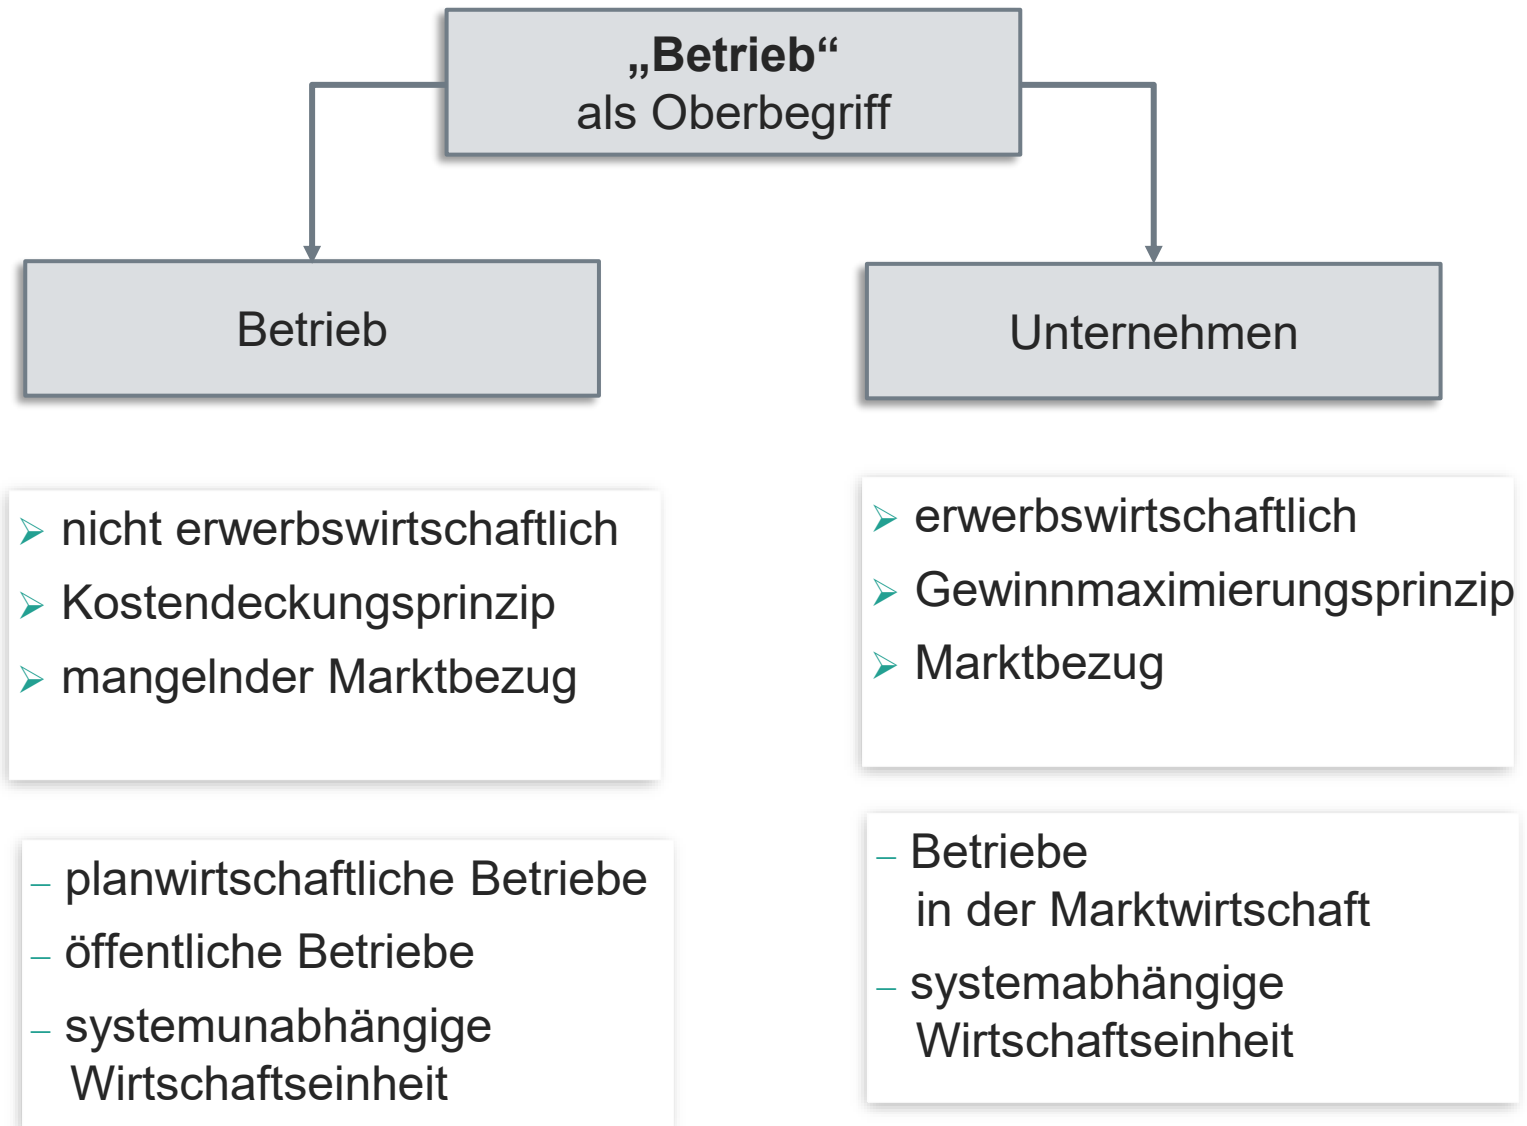 „Betrieb“
als Oberbegriff
Betrieb
nicht erwerbswirtschaftlich
Kostendeckungsprinzip
mangelnder Marktbezug
– planwirtschaftliche Betriebe
– öffentliche Betriebe
– systemunabhängige
Wirtschaftseinheit
Unternehmen
erwerbswirtschaftlich
Gewinnmaximierungsprinzip
Marktbezug
– Betriebe
in der Marktwirtschaft
– systemabhängige
Wirtschaftseinheit